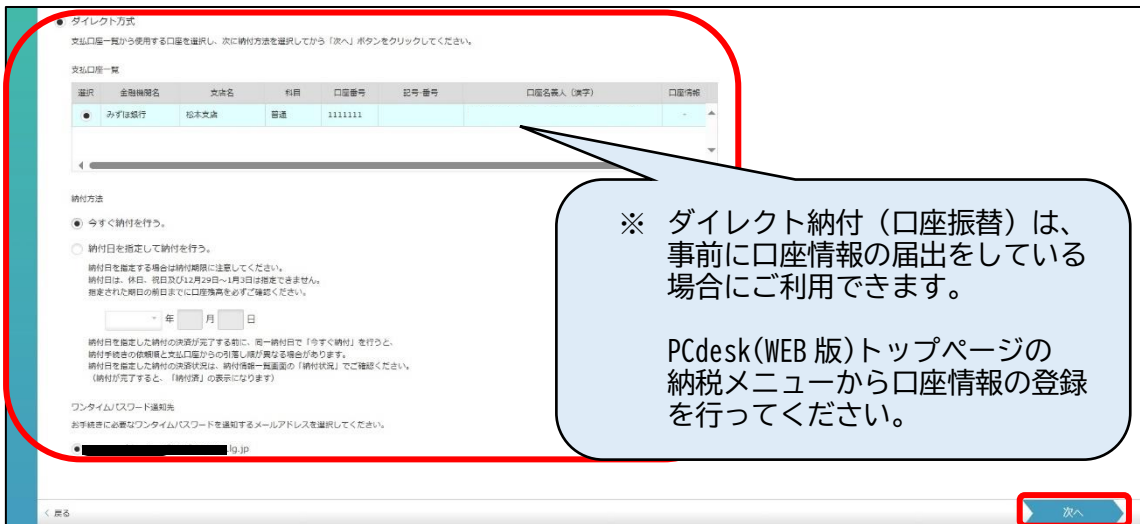 ダイレクト方式
支払口座一覧から使用する口座を選択し、次に納付方法を選択してから「次へ」ボタンをクリックしてください。
支払口座一覧
選択 金融機関名 支店名 科目 口座番号 記号-番号 口座名義人（漢字） 口座情報
みずほ銀行 松本支店 普通 1111111 -
納付方法
今すぐ納付を行う。
納付日を指定して納付を行う。
納付日を指定する場合は納付期限に注意してください。
納付日は、休日、祝日及び12月29日～1月3日は指定できません。
指定された期日の前日までに口座残高を必ずご確認ください。
年 月 日
納付日を指定した納付の決済が完了する前に、同一納付日で「今すぐ納付」を行うと、
納付手続きの依頼順と支払口座からの引落し順が異なる場合があります。
納付日を指定した納付の決済状況は、納付情報一覧画面の「納付状況」でご確認ください。
（納付が完了すると、「納付済」の表示になります）
ワンタイムパスワード通知先
お手続きに必要なワンタイムパスワードを通知するメールアドレスを選択してください。
.lg.jp
※ ダイレクト納付（口座振替）は、
事前に口座情報の届出をしている
場合にご利用できます。
PCdesk(WEB版)トップページの
納税メニューから口座情報の登録
を行ってください。
< 戻る
次へ